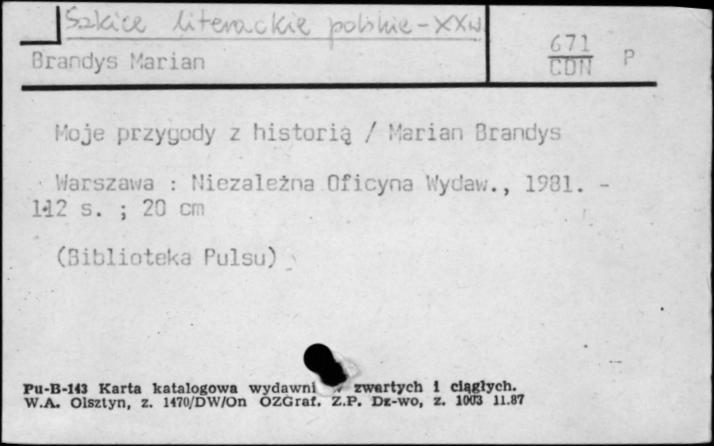 Szkice literackie polskie - XXw
Brandys Marian
671
CDN
P
Moje przygody z historią / Marian Brandys
Warszawa : Niezależna Oficyna Wydaw., 1981. -
112 s. ; 20 cm
(Biblioteka Pulsu)
Pu-B-143 Karta katalogowa wydawni zwartych i ciągłych.
W.A. Olsztyn, z. 1470/DW/On OZGraf. Z.P. Dz-wo, z. 1003 11.87